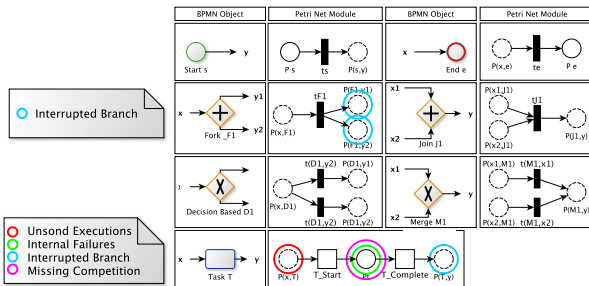 BPMN Object Petri Net Module BPMN Object Petri Net Module
Start s y P s ts P(s,y) x End e P(x,e) te P e
Interrupted Branch
x y1 y2 Fork _F1 P(x,F1) tF1 P(F1,y1) P(F1,y2)
x1 x2 y Join J1 P(x1,J1) P(x2,J1) tJ1 P(J1,y)
Decision Based D1 P(x,D1) t(D1,y2) P(D1,y1) t(D1,y2) P(D1,y2)
x1 x2 y Merge M1 P(x1,M1) t(M1,x1) P(x2,M1) t(M1,x2) P(M1,y)
Unsond Executions
Internal Failures
Interrupted Branch
Missing Competition
x Task T y P(x,T) T_Start T_Complete P(T,y)